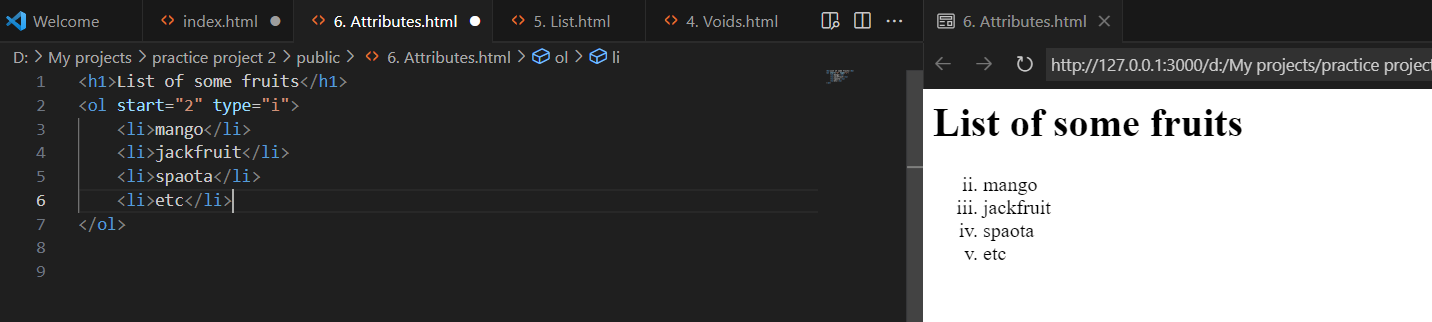 Welcome
index.html
6. Attributes.html
5. List.html
4. Voids.html
D: > My projects > practice project 2 > public > 6. Attributes.html > ol > li
1 <h1>List of some fruits</h1>
2 <ol start="2" type="i">
3 <li>mango</li>
4 <li>jackfruit</li>
5 <li>spaota</li>
6 <li>etc</li>
7 </ol>
8
9
6. Attributes.html
http://127.0.0.1:3000/d:/My projects/practice project
List of some fruits
ii. mango
iii. jackfruit
iv. spaota
v. etc